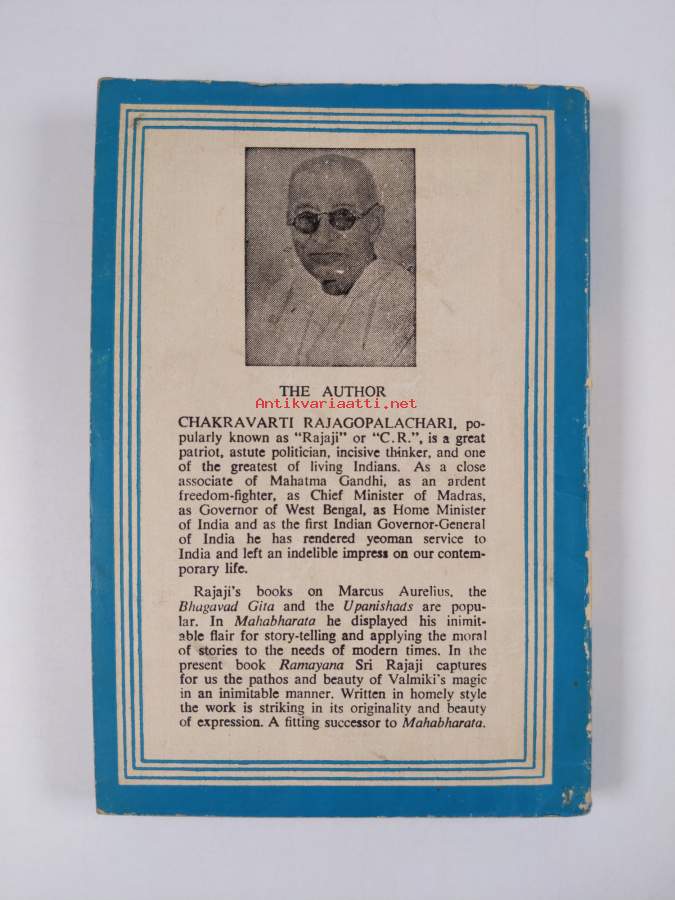 THE AUTHOR
Antikvariaatti.net
CHAKRAVARTI RAJAGOPALACHARI, po-
pularly known as "Rajaji" or "C.R.", is a great
patriot, astute politician, incisive thinker, and one
of the greatest of living Indians. As a close
associate of Mahatma Gandhi, as an ardent
freedom-fighter, as Chief Minister of Madras,
as Governor of West Bengal, as Home Minister
of India and as the first Indian Governor-General
of India he has rendered yeoman service to
India and left an indelible impress on our contem-
porary life.
Rajaji's books on Marcus Aurelius, the
Bhagavad Gita and the Upanishads are popu-
lar. In Mahabharata he displayed his inimit-
able flair for story-telling and applying the moral
of stories to the needs of modern times. In the
present book Ramayana Sri Rajaji captures
for us the pathos and beauty of Valmiki's magic
in an inimitable manner. Written in homely style
the work is striking in its originality and beauty
of expression. A fitting successor to Mahabharata.